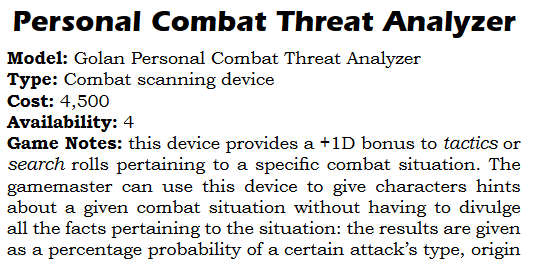 Personal Combat Threat Analyzer
Model: Golan Personal Combat Threat Analyzer
Type: Combat scanning device
Cost: 4,500
Availability: 4
Game Notes: this device provides a +1D bonus to tactics or
search rolls pertaining to a specific combat situation. The
gamemaster can use this device to give characters hints
about a given combat situation without having to divulge
all the facts pertaining to the situation: the results are given
as a percentage probability of a certain attack’s type, origin